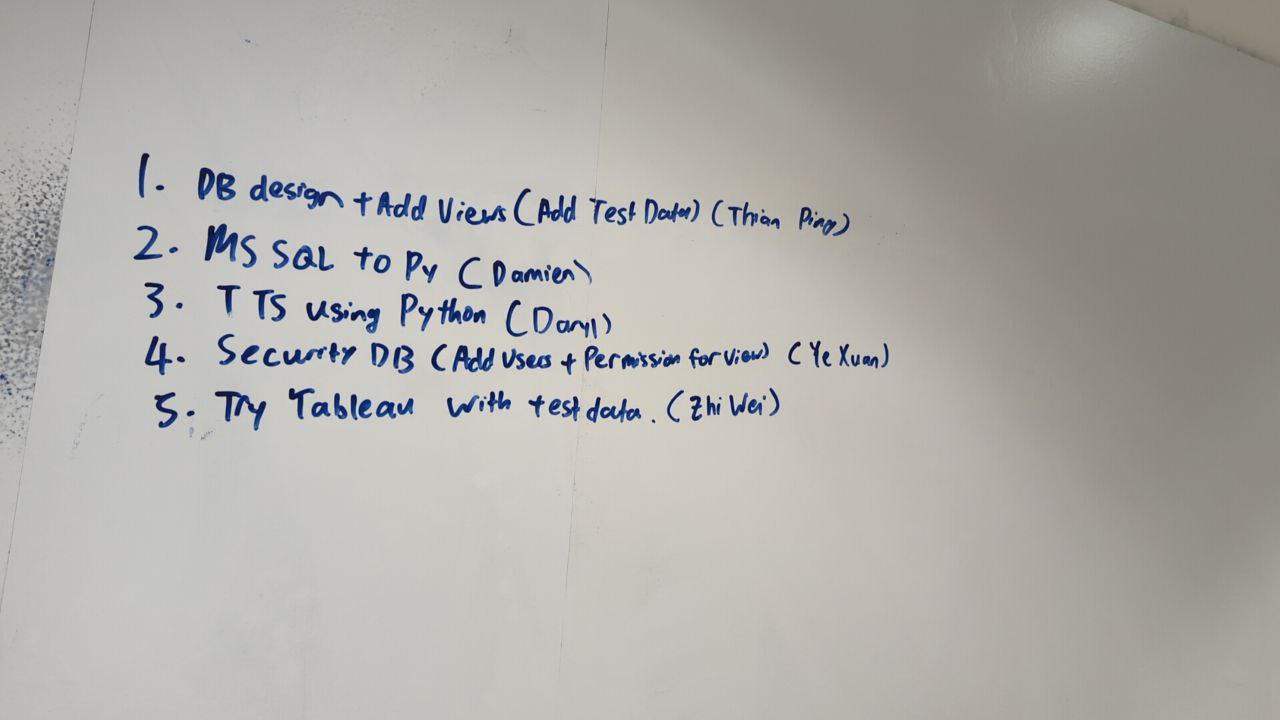 1. DB design + Add Views (Add Test Data) (Thian Ping)
2. MS SQL to Py (Damien)
3. TTS using Python (Daryl)
4. Security DB (Add Users + Permission for View) (Ye Xuan)
5. Try Tableau with test data. (Zhi Wei)